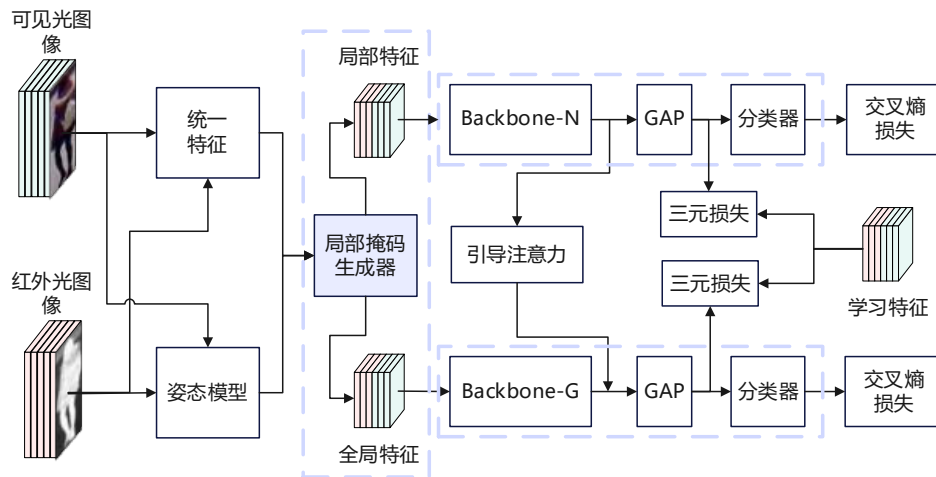 可见光图
像
局部特征
统一
特征
Backbone-N
GAP
分类器
交叉熵
损失
三元损失
局部掩码
生成器
引导注意力
红外光图
像
三元损失
学习特征
姿态模型
Backbone-G
GAP
分类器
交叉熵
损失
全局特征